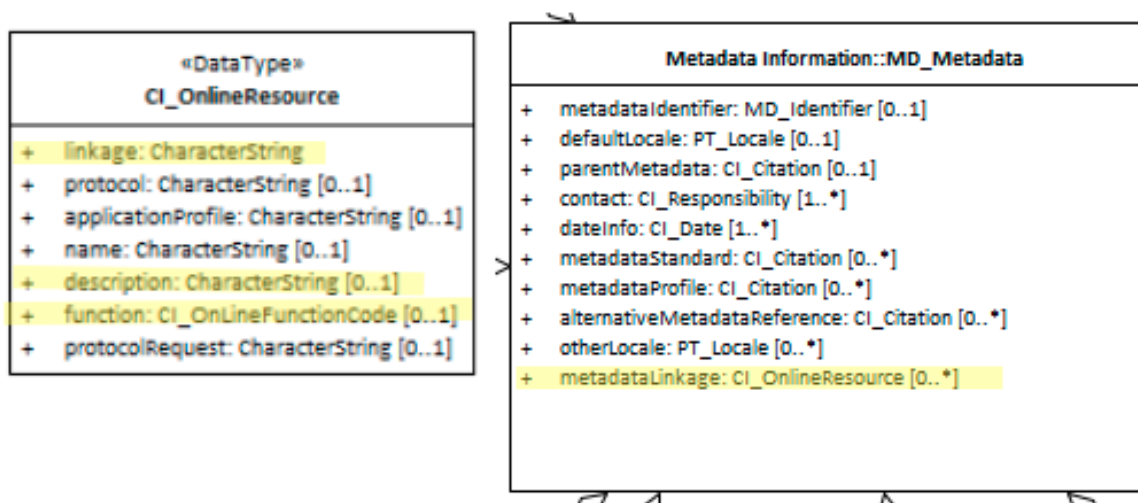 «DataType»
CI_OnlineResource
+ linkage: CharacterString
+ protocol: CharacterString [0..1]
+ applicationProfile: CharacterString [0..1]
+ name: CharacterString [0..1]
+ description: CharacterString [0..1]
+ function: CI_OnLineFunctionCode [0..1]
+ protocolRequest: CharacterString [0..1]
Metadata Information::MD_Metadata
+ metadataIdentifier: MD_Identifier [0..1]
+ defaultLocale: PT_Locale [0..1]
+ parentMetadata: CI_Citation [0..1]
+ contact: CI_Responsibility [1..*]
+ dateInfo: CI_Date [1..*]
+ metadataStandard: CI_Citation [0..*]
+ metadataProfile: CI_Citation [0..*]
+ alternativeMetadataReference: CI_Citation [0..*]
+ otherLocale: PT_Locale [0..*]
+ metadataLinkage: CI_OnlineResource [0..*]